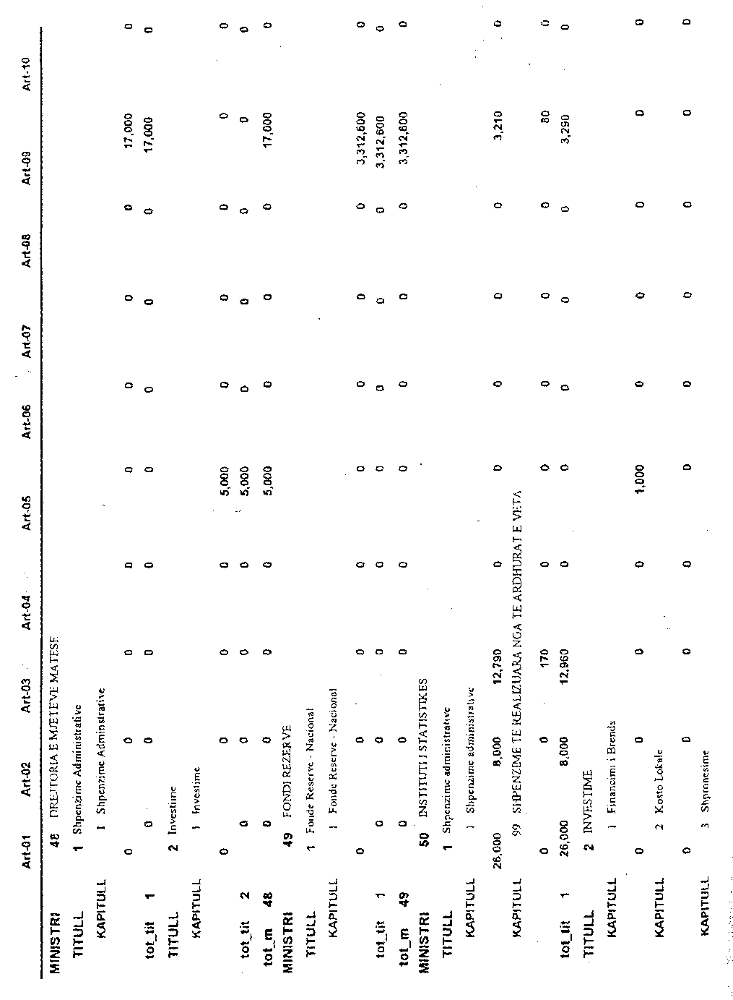 Art-01 Art-02 Art-03 Art-04 Art-05 Art-06 Art-07 Art-08 Art-09 Art-10
MINISTRI 48 DREJTORIA E MJETEVE MATESE
TITULL 1 Shpenzime Administrative
KAPITULL 1 Shpenzime Adminstrative
0 0 0 0 0 0 0 0 17,000 0
tot_tit 1 0 0 0 0 0 0 0 0 17,000 0
TITULL 2 Investime
KAPITULL 1 Investime
0 0 0 0 5,000 0 0 0 0 0
tot_tit 2 0 0 0 0 5,000 0 0 0 0 0
tot_m 48 0 0 0 0 5,000 0 0 0 17,000 0
MINISTRI 49 FONDI REZERVE
TITULL 1 Fonde Reserve - Nacional
KAPITULL 1 Fonde Reserve - Nacional
0 0 0 0 0 0 0 0 3,312,600 0
tot_tit 1 0 0 0 0 0 0 0 0 3,312,600 0
tot_m 49 0 0 0 0 0 0 0 0 3,312,600 0
MINISTRI 50 INSTITUTI I STATISTIKES
TITULL 1 Shpenzime administrative
KAPITULL 1 Shpenzime administrative
26,000 8,000 12,790 0 0 0 0 0 3,210 0
KAPITULL 99 SHPENZIME TE REALIZUARA NGA TE ARDHURAT E VETA
0 0 170 0 0 0 0 0 80 0
tot_tit 1 26,000 8,000 12,960 0 0 0 0 0 3,290 0
TITULL 2 INVESTIME
KAPITULL 1 Financimi i Brends
0 0 0 0 1,000 0 0 0 0 0
KAPITULL 2 Kosto Lokale
0 0 0 0 0 0 0 0 0 0
KAPITULL 3 Shpronesime